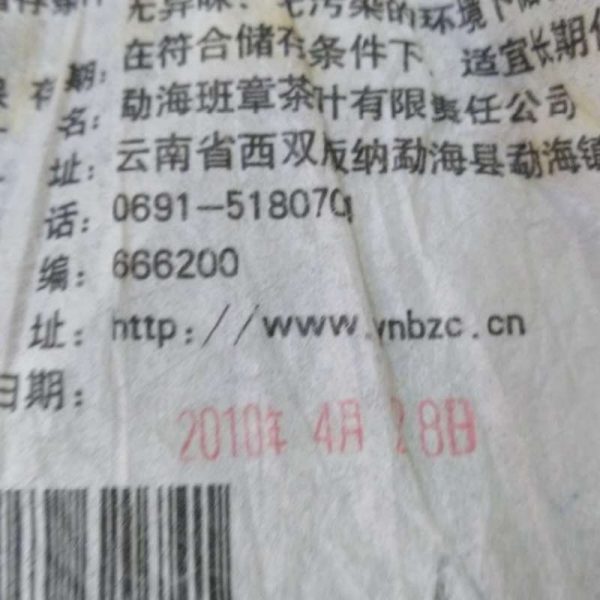 无异味、无污染的环境下
在符合储存条件下，适宜长期
保存期：
名：勐海班章茶叶有限责任公司
址：云南省西双版纳勐海县勐海镇
话：0691-518070
编：666200
址：http://www.ynbzc.cn
日期：
2010年 4月 28日